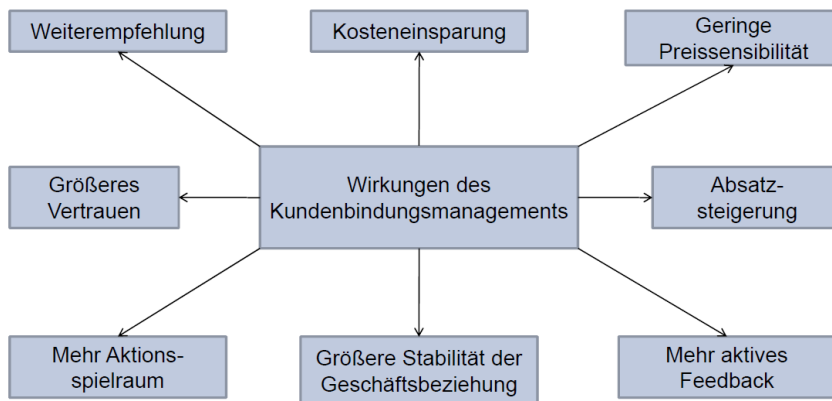 Weiterempfehlung
Kosteneinsparung
Geringe
Preissensibilität
Größeres
Vertrauen
Wirkungen des
Kundenbindungsmanagements
Absatz-
steigerung
Mehr Aktions-
spielraum
Größere Stabilität der
Geschäftsbeziehung
Mehr aktives
Feedback